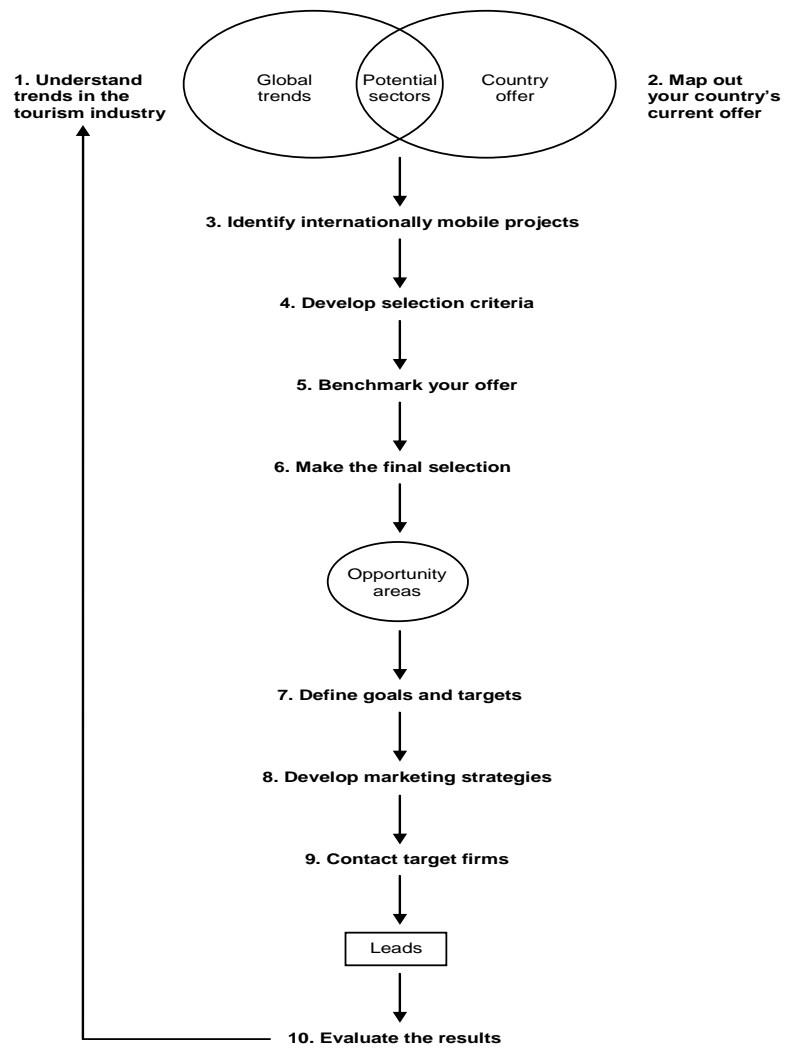 1. Understand
trends in the
tourism industry
Global
trends
Potential
sectors
Country
offer
2. Map out
your country's
current offer
3. Identify internationally mobile projects
4. Develop selection criteria
5. Benchmark your offer
6. Make the final selection
Opportunity
areas
7. Define goals and targets
8. Develop marketing strategies
9. Contact target firms
Leads
10. Evaluate the results